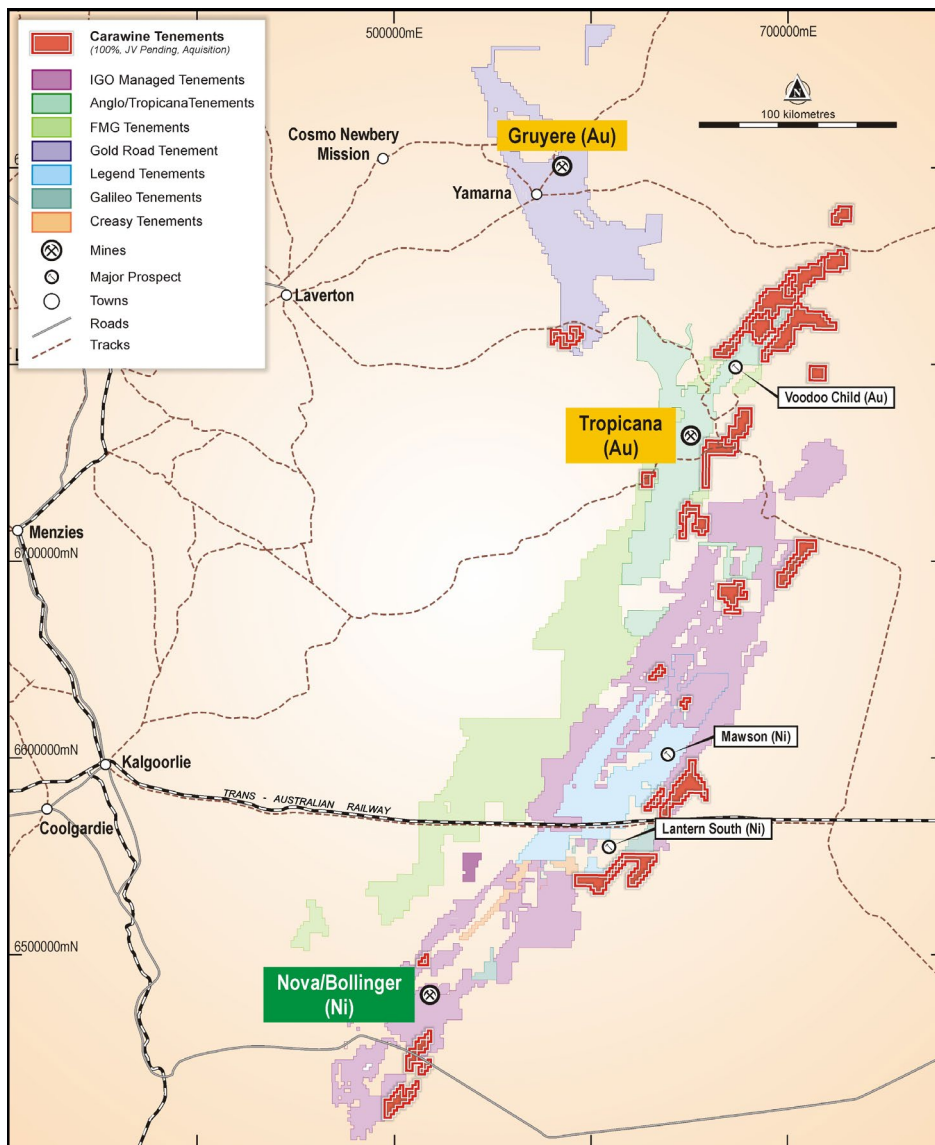 500000mE
700000mE
Carawine Tenements
(100%, JV Pending, Aquisition)
IGO Managed Tenements
Anglo/TropicanaTenements
FMG Tenements
Gold Road Tenement
Legend Tenements
Galileo Tenements
Creasy Tenements
Mines
Major Prospect
Towns
Roads
Tracks
N
100 kilometres
Cosmo Newbery
Mission
Gruyere (Au)
Yamarna
Laverton
Voodoo Child (Au)
Tropicana
(Au)
Menzies
6700000mN
6600000mN
Mawson (Ni)
Kalgoorlie
TRANS - AUSTRALIAN RAILWAY
Coolgardie
Lantern South (Ni)
6500000mN
Nova/Bollinger
(Ni)